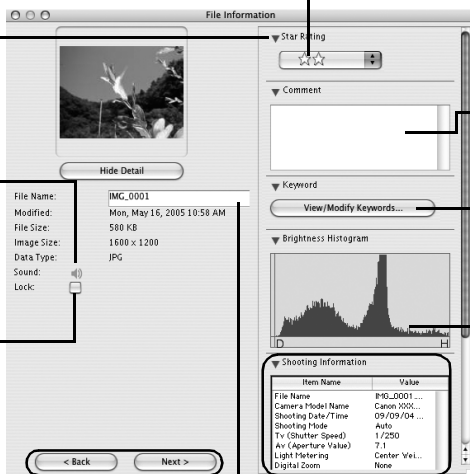 File Information
Hide Detail
File Name: IMG_0001
Modified: Mon, May 16, 2005 10:58 AM
File Size: 580 KB
Image Size: 1600 x 1200
Data Type: JPG
Sound:
Lock:
< Back
Next >
Star Rating
Comment
Keyword
View/Modify Keywords...
Brightness Histogram
D H
Shooting Information
Item Name Value
File Name IMG_0001...
Camera Model Name Canon XXX...
Shooting Date/Time 09/09/04 ...
Shooting Mode Auto
Tv (Shutter Speed) 1/250
Av (Aperture Value) 7.1
Light Metering Center Wei...
Digital Zoom None